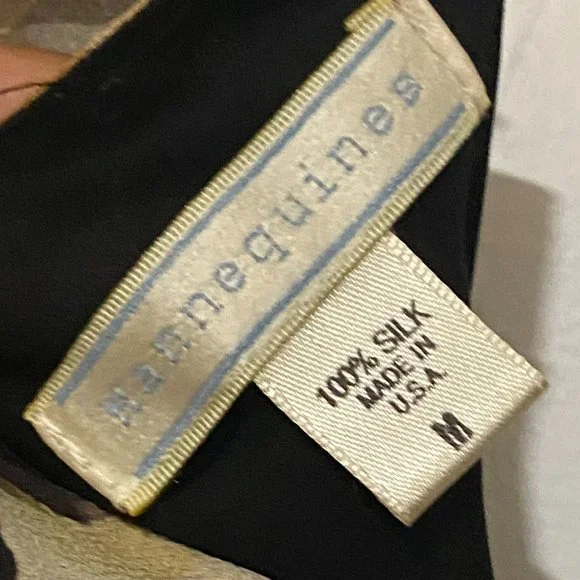 Mannequines
100% SILK
MADE IN
U.S.A.
M